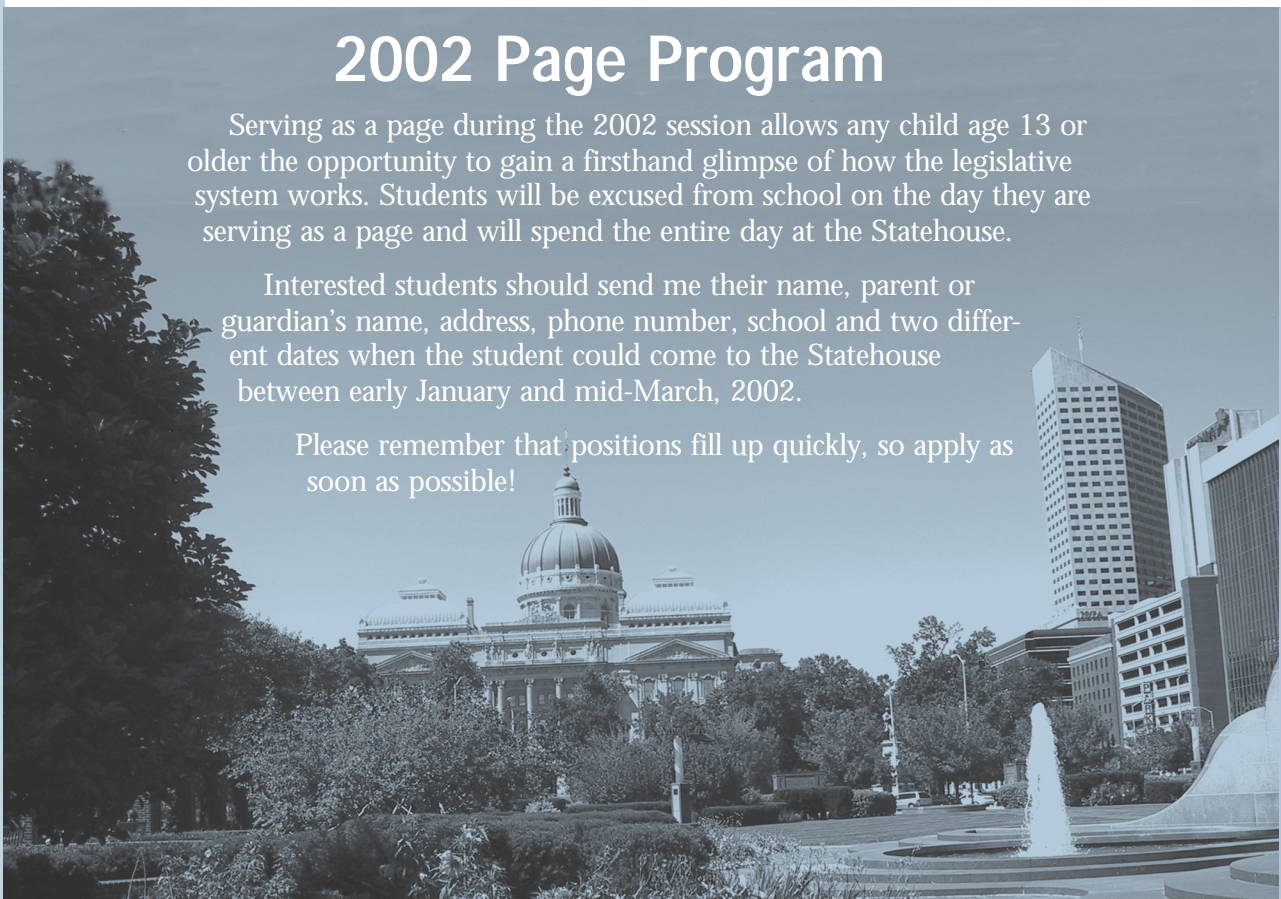 2002 Page Program
Serving as a page during the 2002 session allows any child age 13 or
older the opportunity to gain a firsthand glimpse of how the legislative
system works. Students will be excused from school on the day they are
serving as a page and will spend the entire day at the Statehouse.
Interested students should send me their name, parent or
guardian's name, address, phone number, school and two differ-
ent dates when the student could come to the Statehouse
between early January and mid-March, 2002.
Please remember that positions fill up quickly, so apply as
soon as possible!